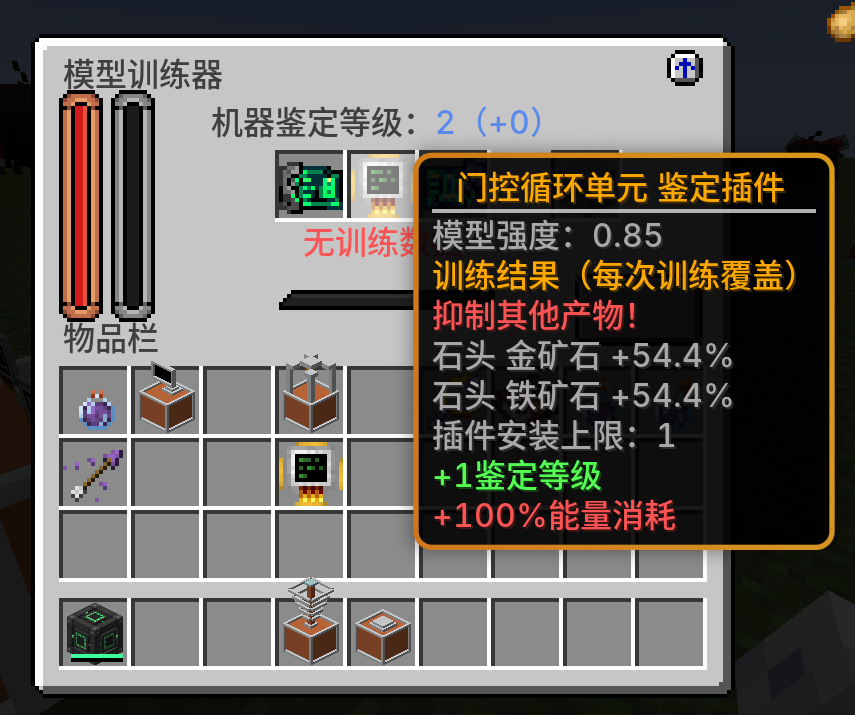 模型训练器
机器鉴定等级：2（+0）
无训练数
物品栏
门控循环单元 鉴定插件
模型强度：0.85
训练结果（每次训练覆盖）
抑制其他产物！
石头 金矿石 +54.4%
石头 铁矿石 +54.4%
插件安装上限：1
+1鉴定等级
+100%能量消耗